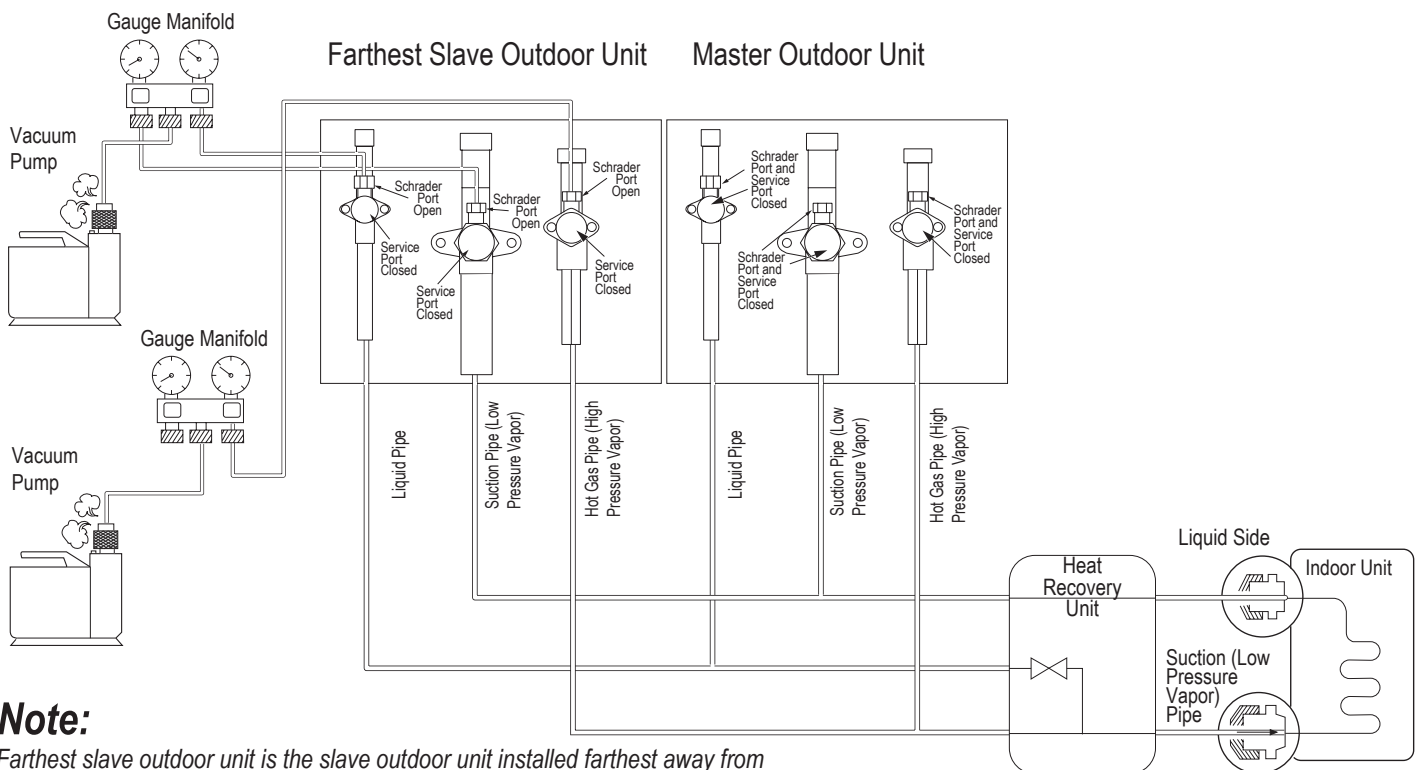 Gauge Manifold
Farthest Slave Outdoor Unit
Master Outdoor Unit
Vacuum
Pump
Schrader
Port
Open
Service
Port
Closed
Schrader
Port
Open
Service
Port
Closed
Schrader
Port
Open
Service
Port
Closed
Schrader
Port and
Service
Port
Closed
Schrader
Port and
Service
Port
Closed
Schrader
Port and
Service
Port
Closed
Gauge Manifold
Vacuum
Pump
Liquid Pipe
Suction Pipe (Low
Pressure Vapor)
Hot Gas Pipe (High
Pressure Vapor)
Liquid Pipe
Suction Pipe (Low
Pressure Vapor)
Hot Gas Pipe (High
Pressure Vapor)
Heat
Recovery
Unit
Liquid Side
Indoor Unit
Suction (Low
Pressure
Vapor)
Pipe
Note:
Farthest slave outdoor unit is the slave outdoor unit installed farthest away from